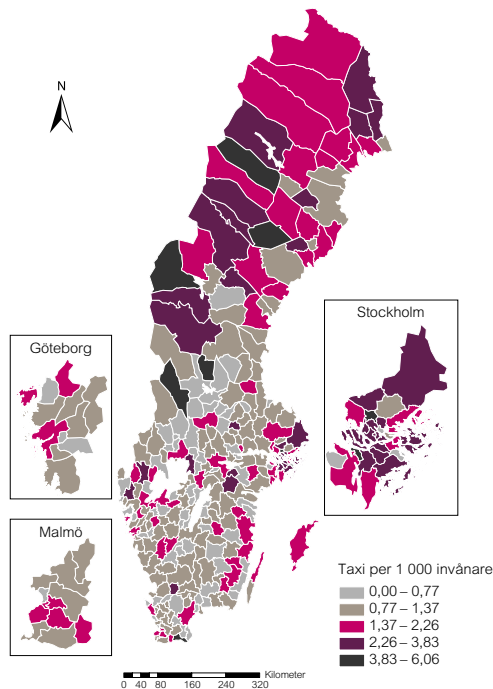 N
Stockholm
Göteborg
Malmö
Taxi per 1 000 invånare
0,00 – 0,77
0,77 – 1,37
1,37 – 2,26
2,26 – 3,83
3,83 – 6,06
Kilometer
0 40 80 160 240 320